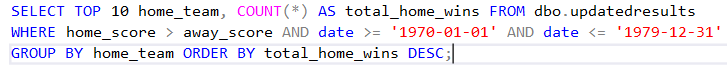 SELECT TOP 10 home_team, COUNT(*) AS total_home_wins FROM dbo.updatedresults
WHERE home_score > away_score AND date >= '1970-01-01' AND date <= '1979-12-31'
GROUP BY home_team ORDER BY total_home_wins DESC;